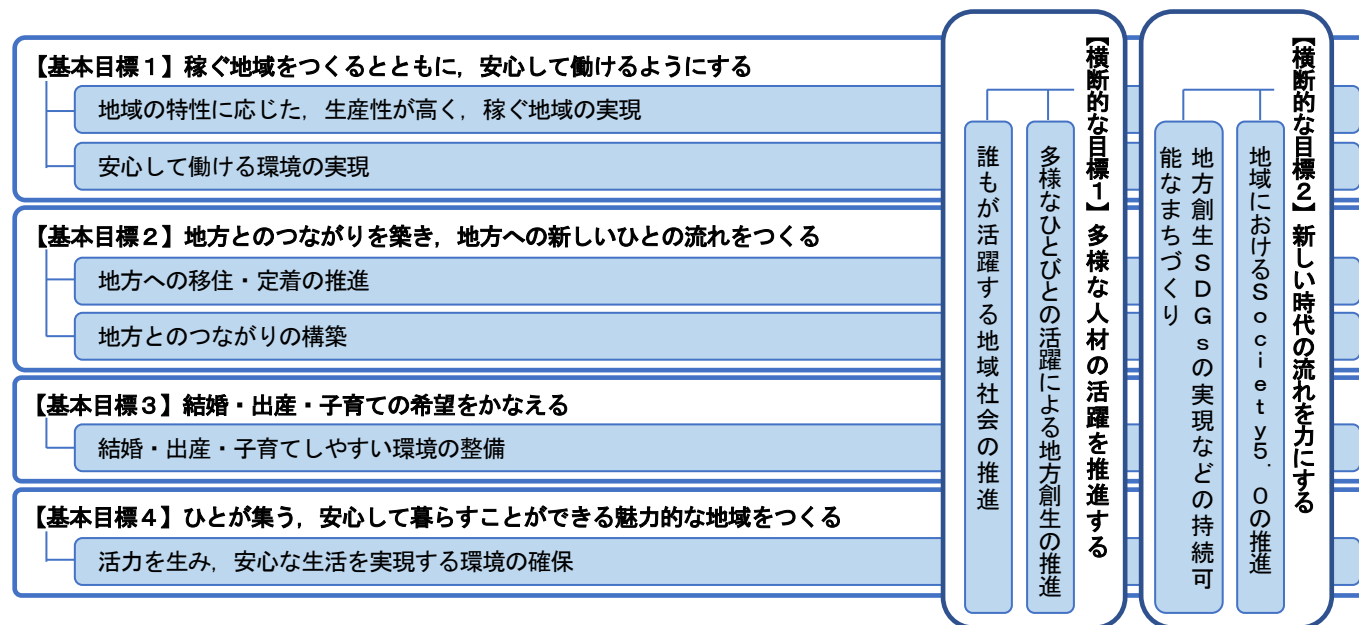 【基本目標１】稼ぐ地域をつくるとともに，安心して働けるようにする
地域の特性に応じた，生産性が高く，稼ぐ地域の実現
安心して働ける環境の実現
【基本目標２】地方とのつながりを築き，地方への新しいひとの流れをつくる
地方への移住・定着の推進
地方とのつながりの構築
【基本目標３】結婚・出産・子育ての希望をかなえる
結婚・出産・子育てしやすい環境の整備
【基本目標４】ひとが集う，安心して暮らすことができる魅力的な地域をつくる
活力を生み，安心な生活を実現する環境の確保
【横断的な目標１】多様な人材の活躍を推進する
多様なひとびとの活躍による地方創生の推進
誰もが活躍する地域社会の推進
【横断的な目標２】新しい時代の流れを力にする
地域におけるＳｏｃｉｅｔｙ５．０の推進
地方創生ＳＤＧｓの実現などの持続可
能なまちづくり